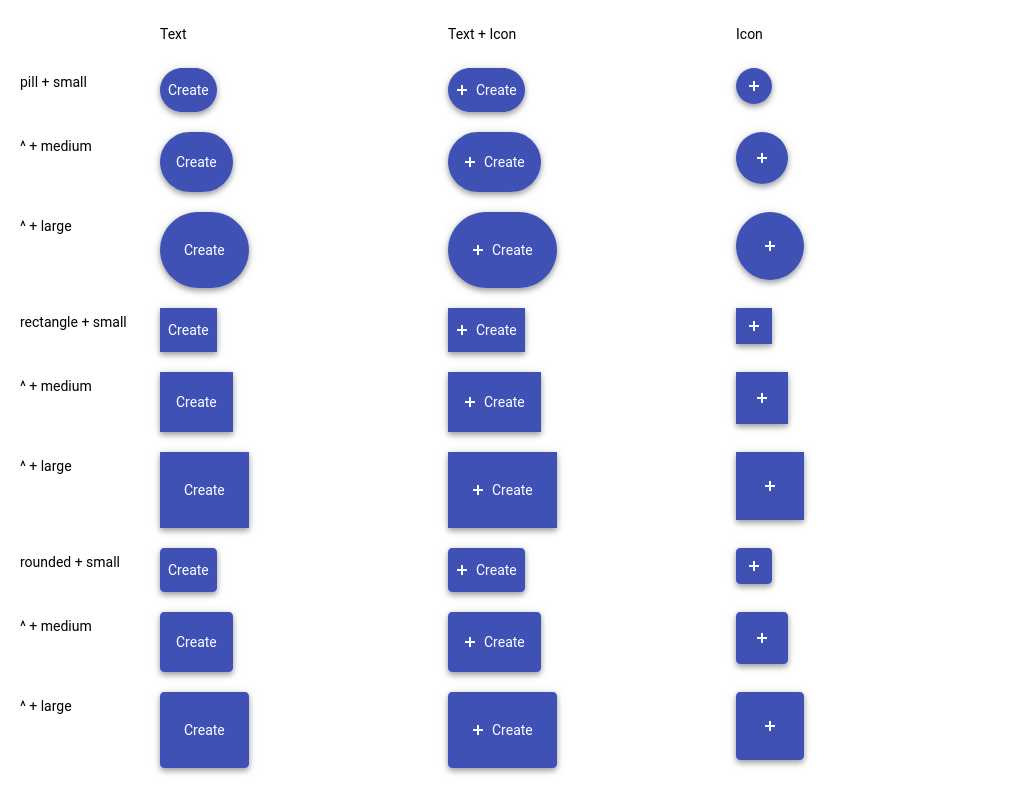 Text Text + Icon Icon
pill + small Create + Create +
^ + medium Create + Create +
^ + large Create + Create +
rectangle + small Create + Create +
^ + medium Create + Create +
^ + large Create + Create +
rounded + small Create + Create +
^ + medium Create + Create +
^ + large Create + Create +